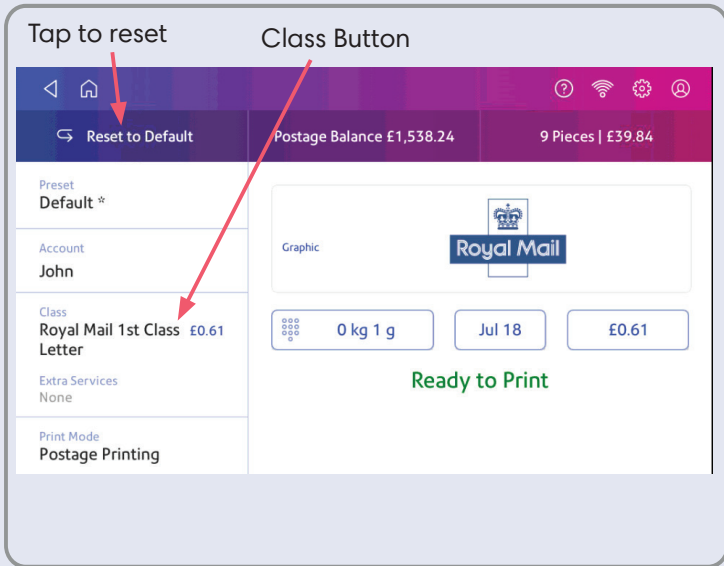 Tap to reset
Class Button
Reset to Default
Postage Balance £1,538.24
9 Pieces | £39.84
Preset
Default *
Account
John
Class
Royal Mail 1st Class £0.61
Letter
Extra Services
None
Print Mode
Postage Printing
Graphic
Royal Mail
0 kg 1 g
Jul 18
£0.61
Ready to Print